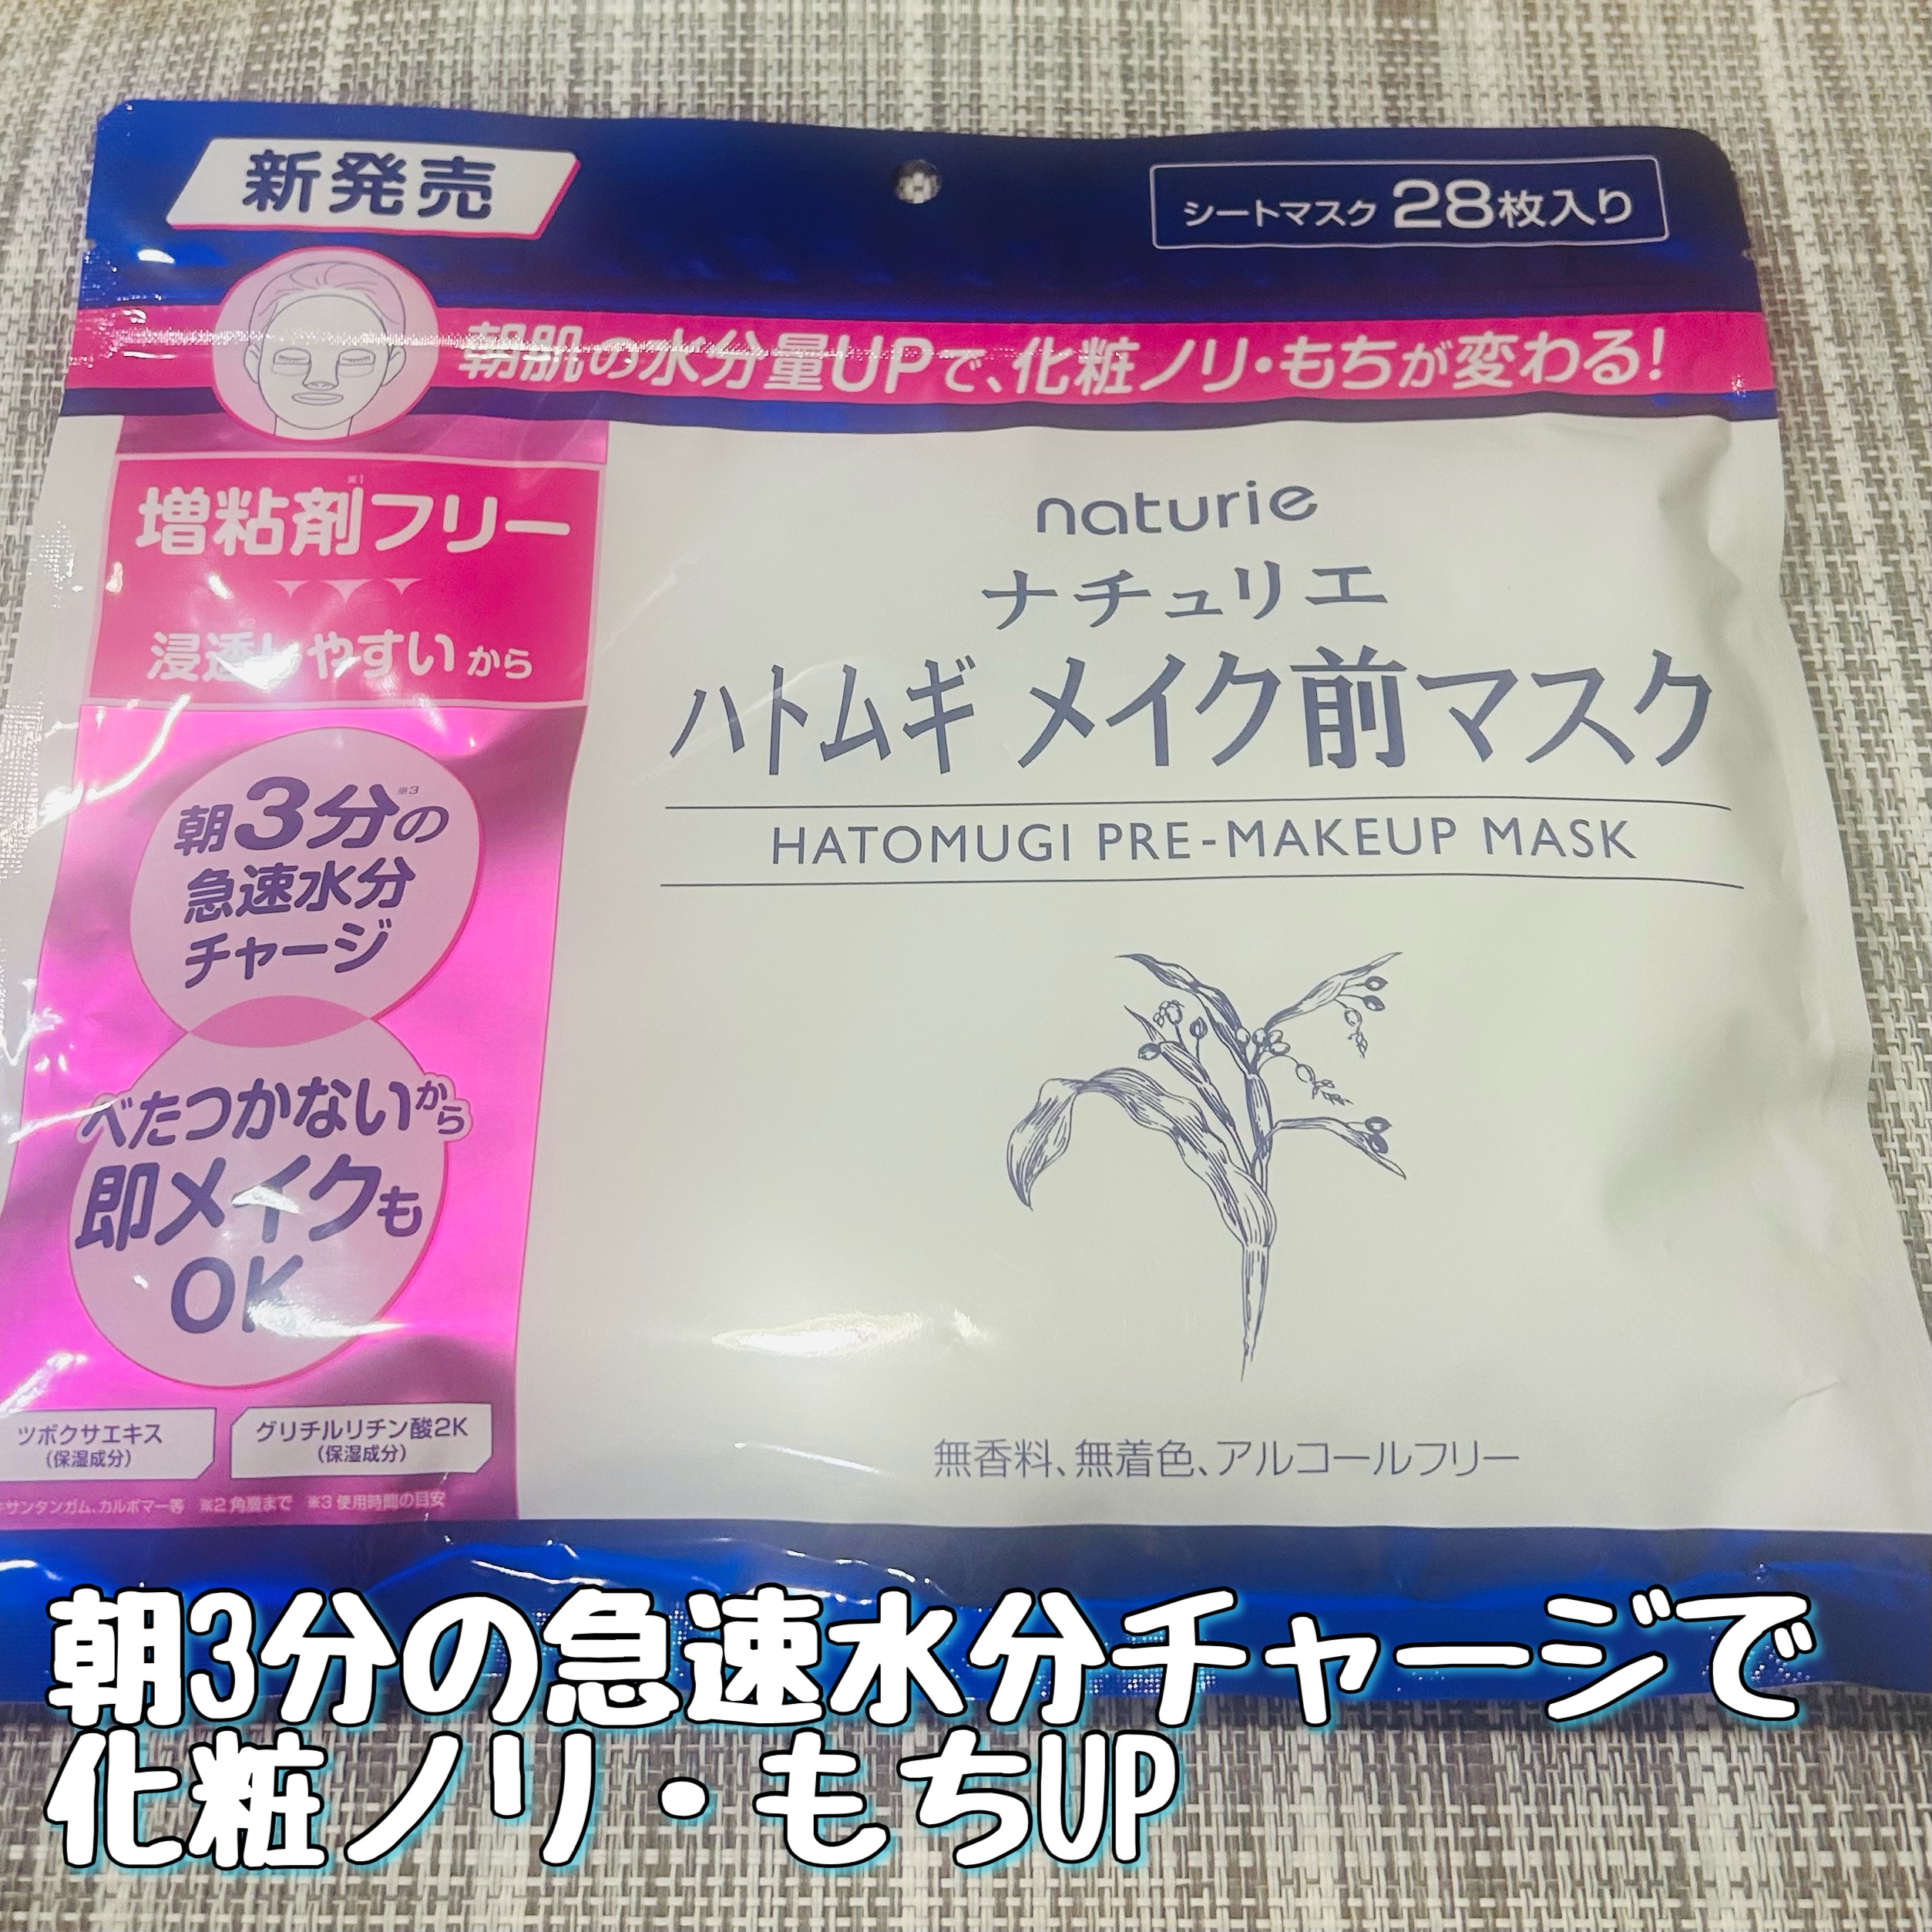 新発売
シートマスク 28枚入り
朝肌の水分量UPで、化粧ノリ・もちが変わる!
増粘剤フリー※1
浸透しやすいから※2
朝3分の※3
急速水分
チャージ
べたつかないから
即メイクも
OK
ツボクサエキス
(保湿成分)
グリチルリチン酸2K
(保湿成分)
サンタンガム、カルボマー等 ※2 角層まで ※3 使用時間の目安
naturie
ナチュリエ
ハトムギ メイク前マスク
HATOMUGI PRE-MAKEUP MASK
無香料、無着色、アルコールフリー
朝3分の急速水分チャージで
化粧ノリ・もちUP